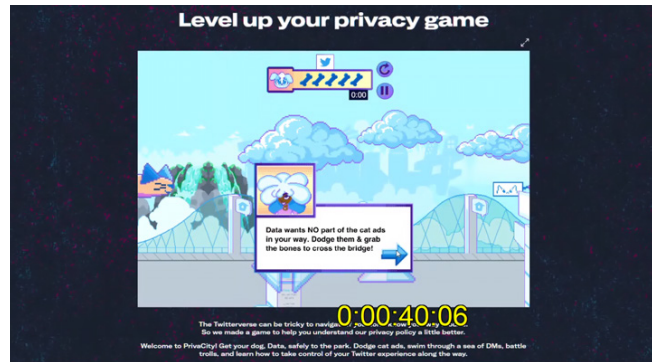 Level up your privacy game
0:00
Data wants NO part of the cat ads
in your way. Dodge them & grab
the bones to cross the bridge!
0:00:40:06
The Twitterverse can be tricky to navigate
So we made a game to help you understand our privacy policy a little better.
Welcome to PrivaCity! Get your dog, Data, safely to the park. Dodge cat ads, swim through a sea of DMs, battle
trolls, and learn how to take control of your Twitter experience along the way.